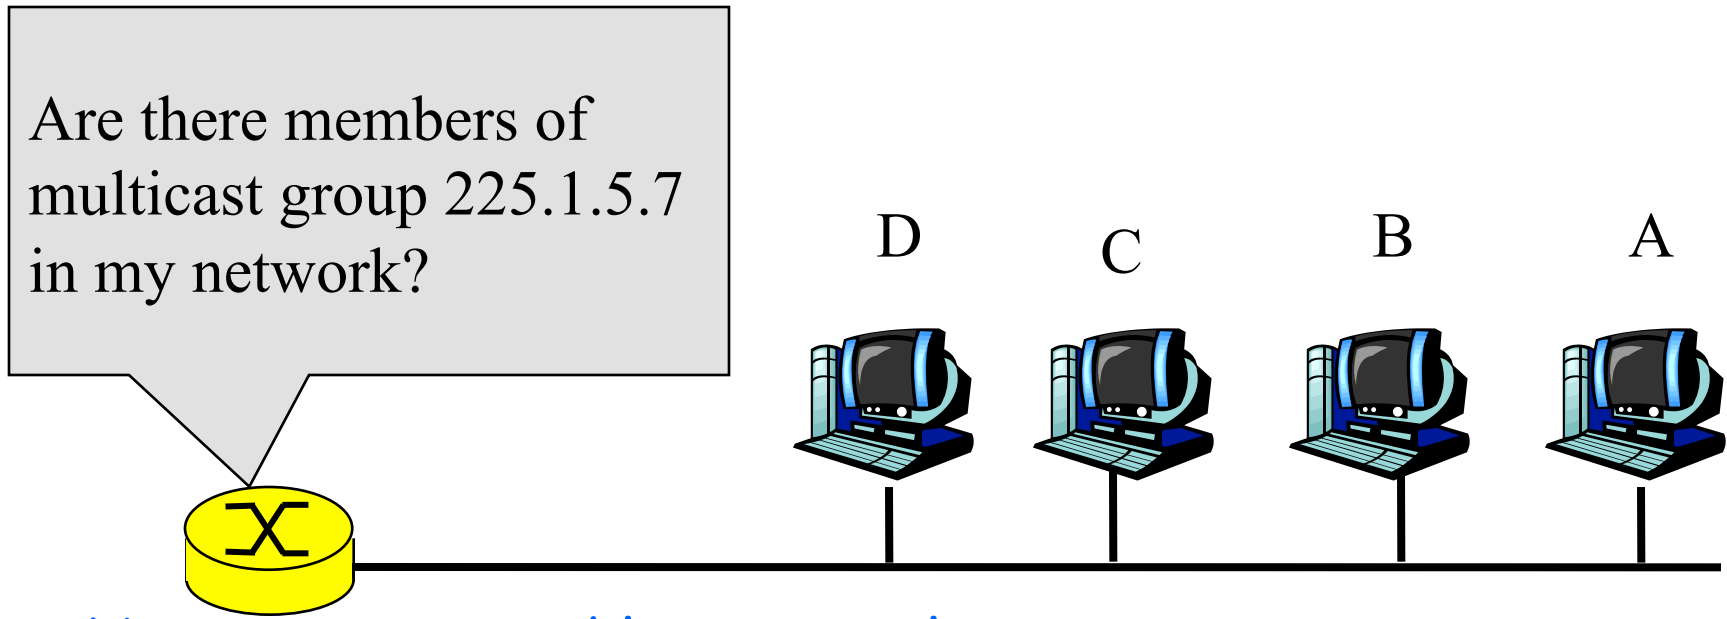 Are there members of
multicast group 225.1.5.7
in my network?
D
C
B
A